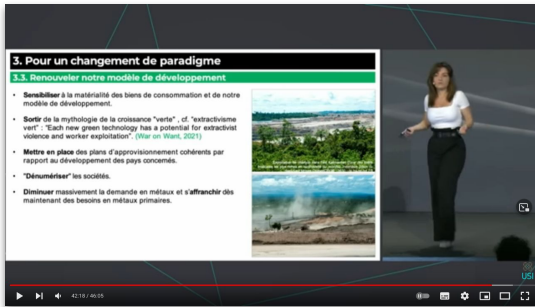 3. Pour un changement de paradigme
3.3. Renouveler notre modèle de développement
• Sensibiliser à la matérialité des biens de consommation et de notre
modèle de développement.
• Sortir de la mythologie de la croissance "verte" , cf. "extractivisme
vert" : "Each new green technology has a potential for extractivist
violence and worker exploitation". (War on Want, 2021)
• Mettre en place des plans d'approvisionnement cohérents par
rapport au développement des pays concernés.
• "Dénumériser" les sociétés.
• Diminuer massivement la demande en métaux et s'affranchir dès
maintenant des besoins en métaux primaires.
USI
42:18 / 46:05